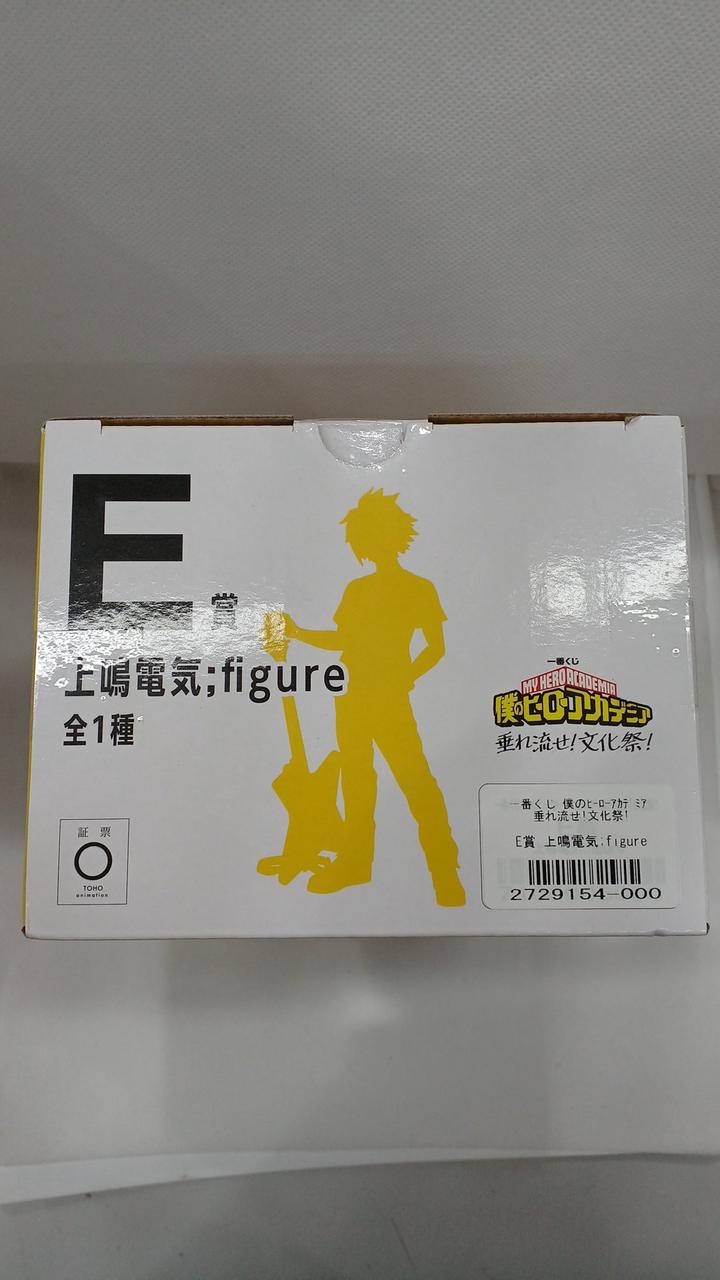 E賞
上鳴電気;figure
全1種
証票
TOHO
animation
一番くじ
MY HERO ACADEMIA
僕のヒーローアカデミア
垂れ流せ!文化祭!
一番くじ 僕のヒーローアカデミア
垂れ流せ!文化祭!
E賞 上鳴電気;figure
2729154-000